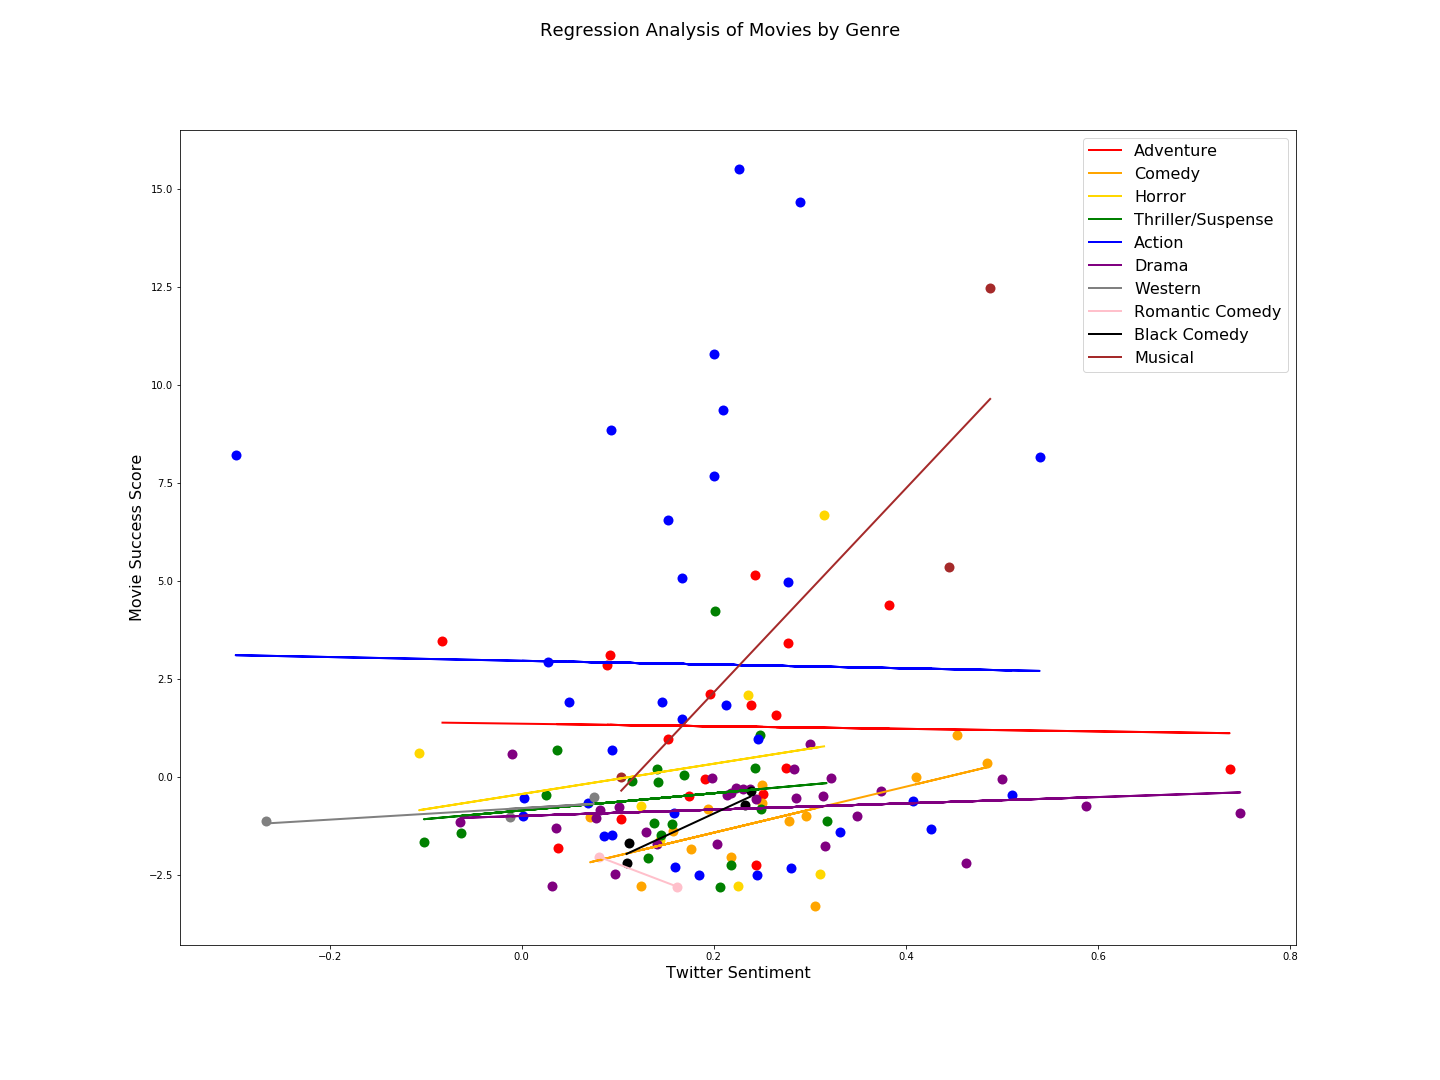 Regression Analysis of Movies by Genre
Adventure
Comedy
Horror
Thriller/Suspense
Action
Drama
Western
Romantic Comedy
Black Comedy
Musical
15.0
12.5
10.0
7.5
5.0
2.5
0.0
−2.5
Movie Success Score
−0.2
0.0
0.2
0.4
0.6
0.8
Twitter Sentiment